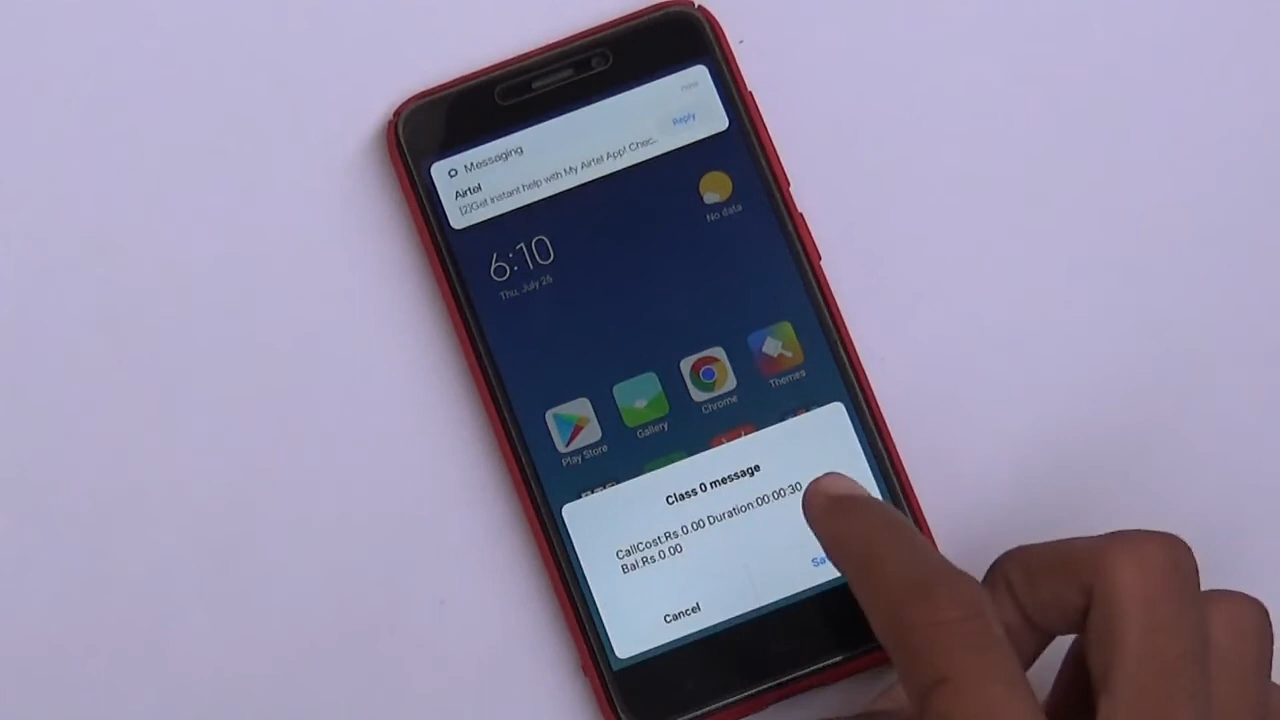 now
Messaging
Reply
Airtel
[2]Get instant help with My Airtel App! Chec..
No data
6:10
Thu, July 26
Play Store
Gallery
Chrome
Themes
Class 0 message
CallCost:Rs.0.00 Duration:00:00:30
Bal:Rs.0.00
Cancel